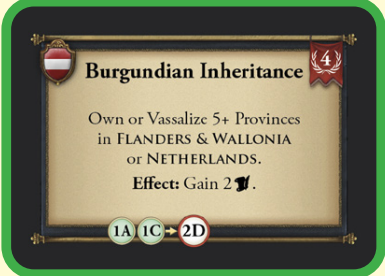 Burgundian Inheritance
4
Own or Vassalize 5+ Provinces
in FLANDERS & WALLONIA
or NETHERLANDS.
Effect: Gain 2 .
1A 1C 2D